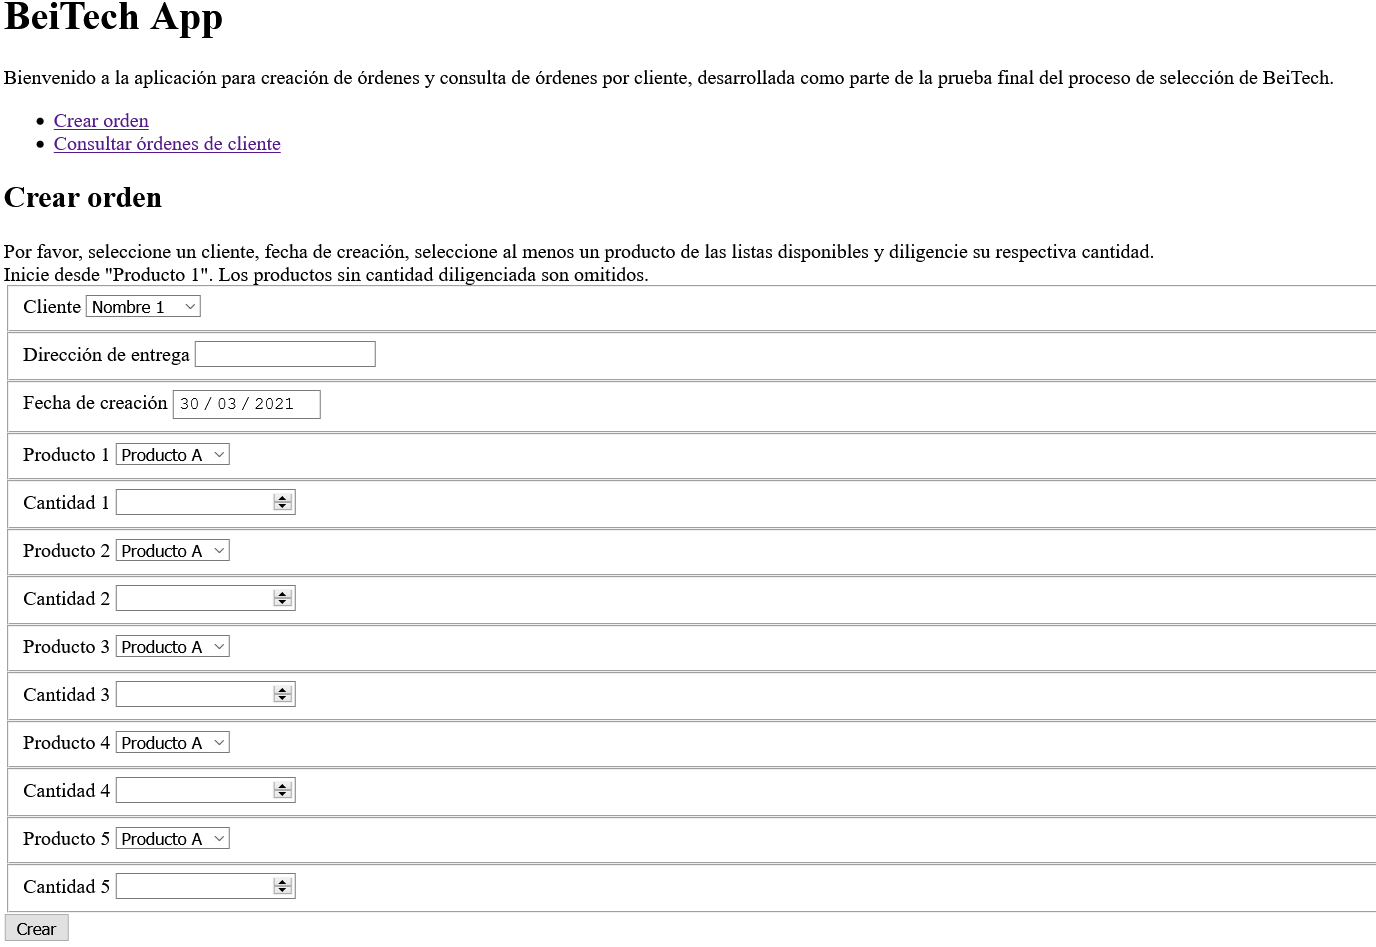 BeiTech App
Bienvenido a la aplicación para creación de órdenes y consulta de órdenes por cliente, desarrollada como parte de la prueba final del proceso de selección de BeiTech.
Crear orden
Consultar órdenes de cliente
Crear orden
Por favor, seleccione un cliente, fecha de creación, seleccione al menos un producto de las listas disponibles y diligencie su respectiva cantidad.
Inicie desde "Producto 1". Los productos sin cantidad diligenciada son omitidos.
Cliente Nombre 1
Dirección de entrega
Fecha de creación 30 / 03 / 2021
Producto 1 Producto A
Cantidad 1
Producto 2 Producto A
Cantidad 2
Producto 3 Producto A
Cantidad 3
Producto 4 Producto A
Cantidad 4
Producto 5 Producto A
Cantidad 5
Crear